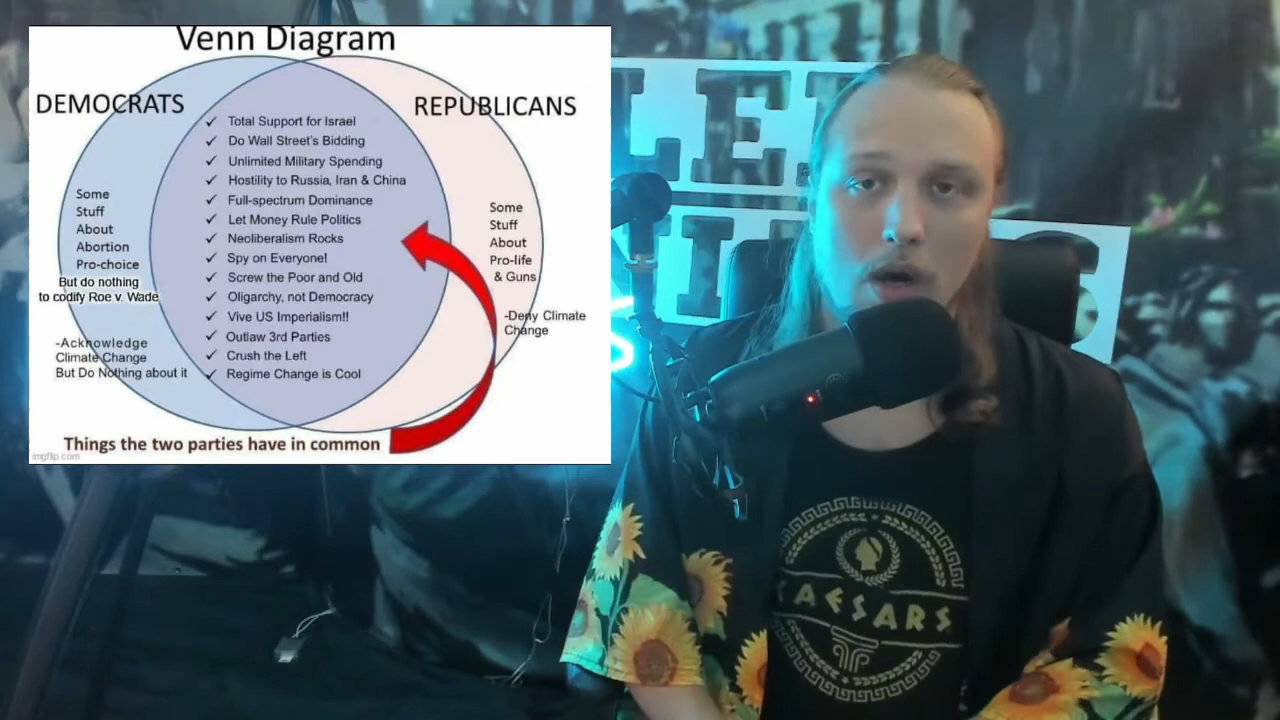 Venn Diagram
DEMOCRATS
REPUBLICANS
✓ Total Support for Israel
✓ Do Wall Street's Bidding
✓ Unlimited Military Spending
✓ Hostility to Russia, Iran & China
✓ Full-spectrum Dominance
✓ Let Money Rule Politics
✓ Neoliberalism Rocks
✓ Spy on Everyone!
✓ Screw the Poor and Old
✓ Oligarchy, not Democracy
✓ Vive US Imperialism!!
✓ Outlaw 3rd Parties
✓ Crush the Left
✓ Regime Change is Cool
Some
Stuff
About
Abortion
Pro-choice
But do nothing
to codify Roe v. Wade
-Acknowledge
Climate Change
But Do Nothing about it
Some
Stuff
About
Pro-life
& Guns
-Deny Climate
Change
Things the two parties have in common
imgflip.com
CAESARS